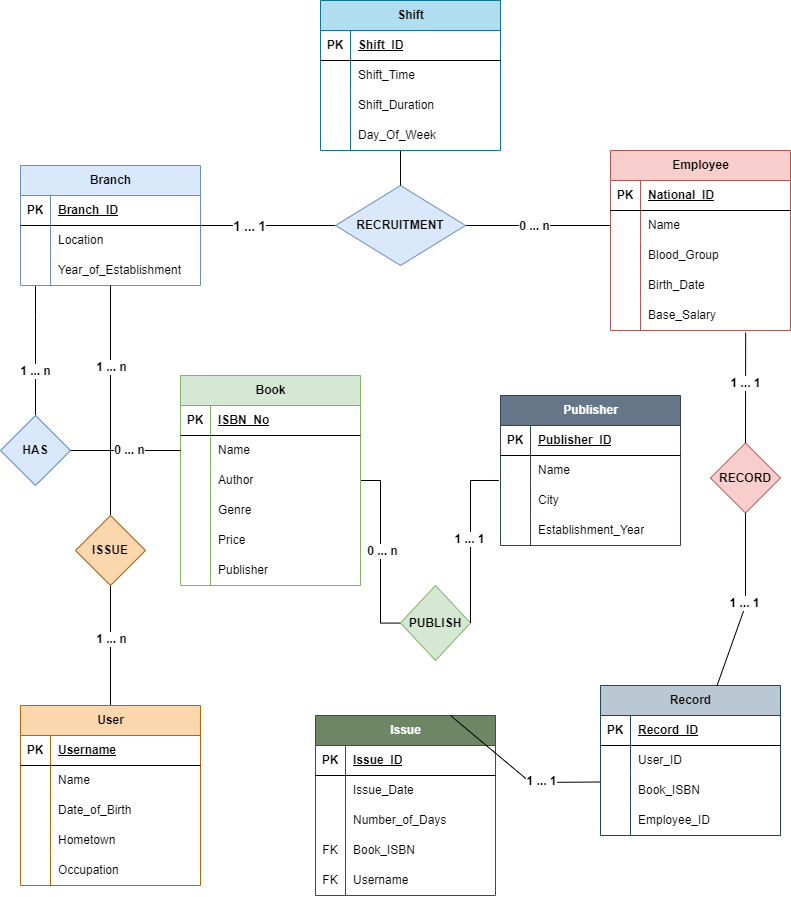 Shift
PK Shift_ID
Shift_Time
Shift_Duration
Day_Of_Week
Branch
PK Branch_ID
Location
Year_of_Establishment
1 ... 1
RECRUITMENT
0 ... n
Employee
PK National_ID
Name
Blood_Group
Birth_Date
Base_Salary
1 ... n
1 ... n
HAS
0 ... n
Book
PK ISBN_No
Name
Author
Genre
Price
Publisher
Publisher
PK Publisher_ID
Name
City
Establishment_Year
1 ... 1
RECORD
1 ... 1
0 ... n
1 ... 1
PUBLISH
ISSUE
1 ... n
User
PK Username
Name
Date_of_Birth
Hometown
Occupation
Issue
PK Issue_ID
Issue_Date
Number_of_Days
FK Book_ISBN
FK Username
1 ... 1
Record
PK Record_ID
User_ID
Book_ISBN
Employee_ID